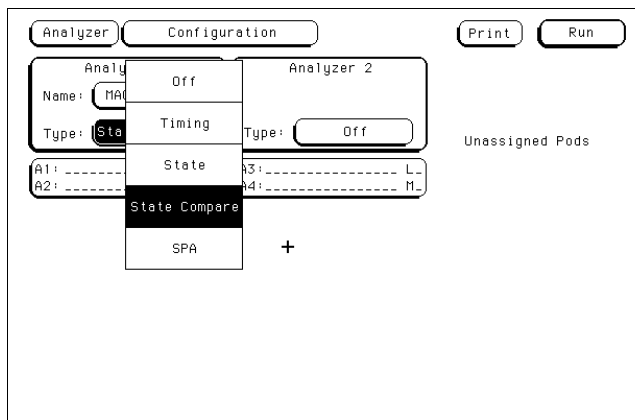 Analyzer Configuration Print Run
Analyzer 2
Name:
Off
Type:
Timing
Type: Off
Unassigned Pods
State
A1: A3: L
A2: A4: M
State Compare
SPA